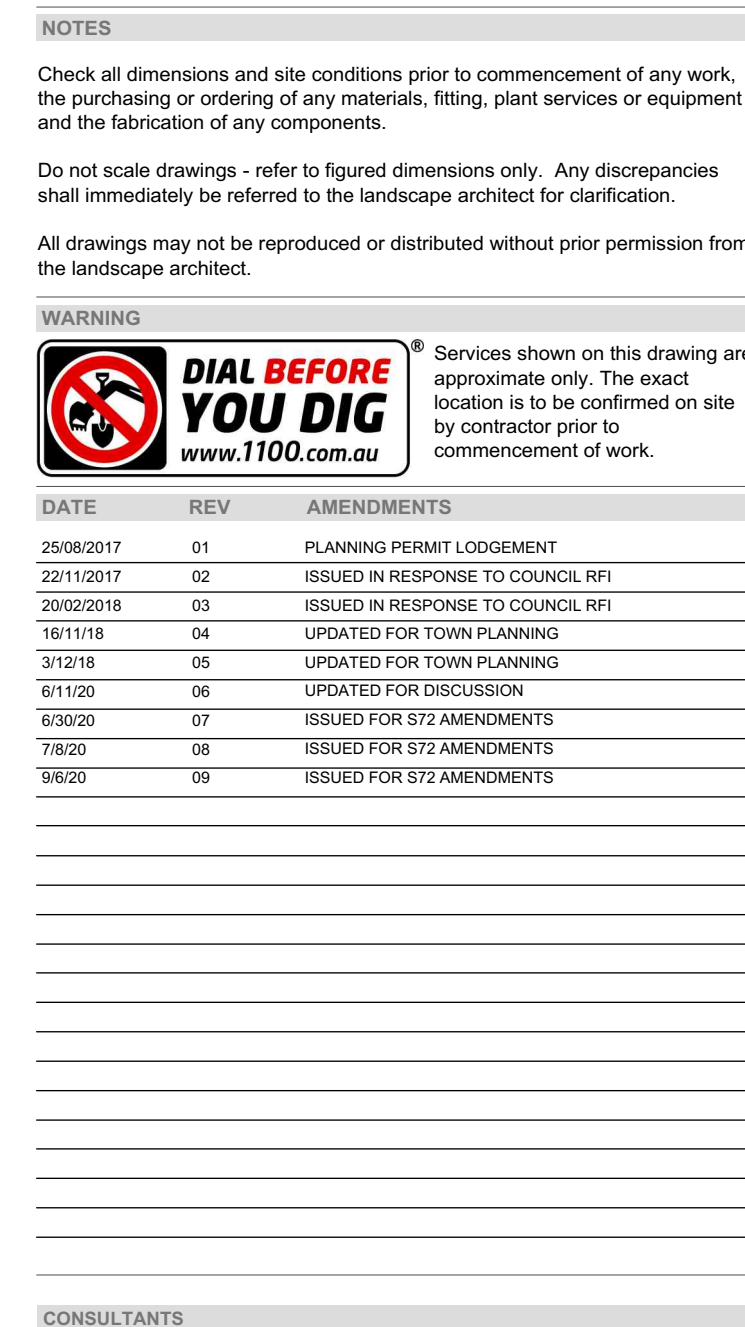 NOTES
Check all dimensions and site conditions prior to commencement of any work,
the purchasing or ordering of any materials, fitting, plant services or equipment
and the fabrication of any components.
Do not scale drawings - refer to figured dimensions only.  Any discrepancies
shall immediately be referred to the landscape architect for clarification.
All drawings may not be reproduced or distributed without prior permission from
the landscape architect.
WARNING
DIAL BEFORE
YOU DIG
www.1100.com.au
®
Services shown on this drawing are
approximate only. The exact
location is to be confirmed on site
by contractor prior to
commencement of work.
DATE REV AMENDMENTS
25/08/2017 01 PLANNING PERMIT LODGEMENT
22/11/2017 02 ISSUED IN RESPONSE TO COUNCIL RFI
20/02/2018 03 ISSUED IN RESPONSE TO COUNCIL RFI
16/11/18 04 UPDATED FOR TOWN PLANNING
3/12/18 05 UPDATED FOR TOWN PLANNING
6/11/20 06 UPDATED FOR DISCUSSION
6/30/20 07 ISSUED FOR S72 AMENDMENTS
7/8/20 08 ISSUED FOR S72 AMENDMENTS
9/6/20 09 ISSUED FOR S72 AMENDMENTS
CONSULTANTS